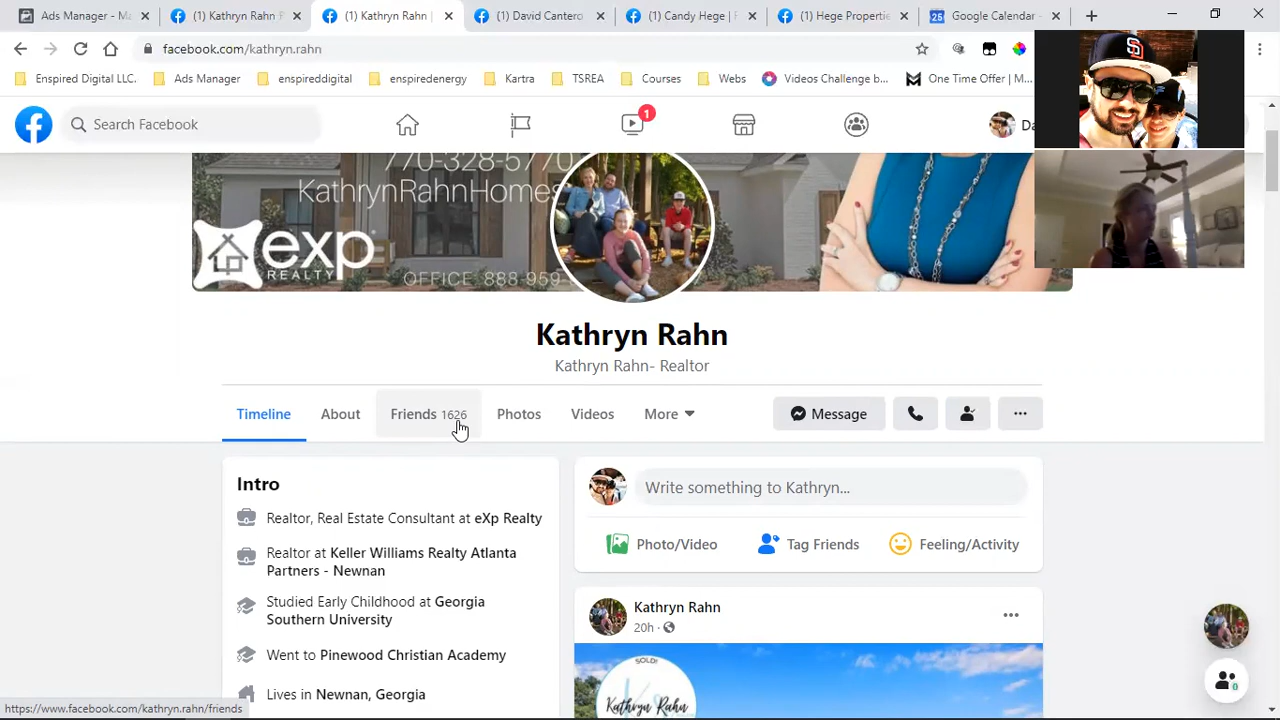 Ads Manager - Ma
(1) Kathryn Rahn
(1) Kathryn Rahn
(1) David Cantero
(1) Candy Hege | F
(1) Hege Properti
Google Calendar -
facebook.com/kathryn.rahn
Enspired Digital LLC.
Ads Manager
enspireddigital
enspiredenergy
Kartra
TSREA
Courses
Webs
Videos Challenge b...
One Time Offer | M...
Search Facebook
1
Da
770-328-5770
KathrynRahnHomes
exp
REALTY
OFFICE 888-959-
Kathryn Rahn
Kathryn Rahn- Realtor
Timeline
About
Friends 1626
Photos
Videos
More
Message
Intro
Realtor, Real Estate Consultant at eXp Realty
Realtor at Keller Williams Realty Atlanta
Partners - Newnan
Studied Early Childhood at Georgia
Southern University
Went to Pinewood Christian Academy
Lives in Newnan, Georgia
Write something to Kathryn...
Photo/Video
Tag Friends
Feeling/Activity
Kathryn Rahn
20h
SOLD!
Kathryn Rahn
0
https://www.facebook.com/kathryn.rahn/friends